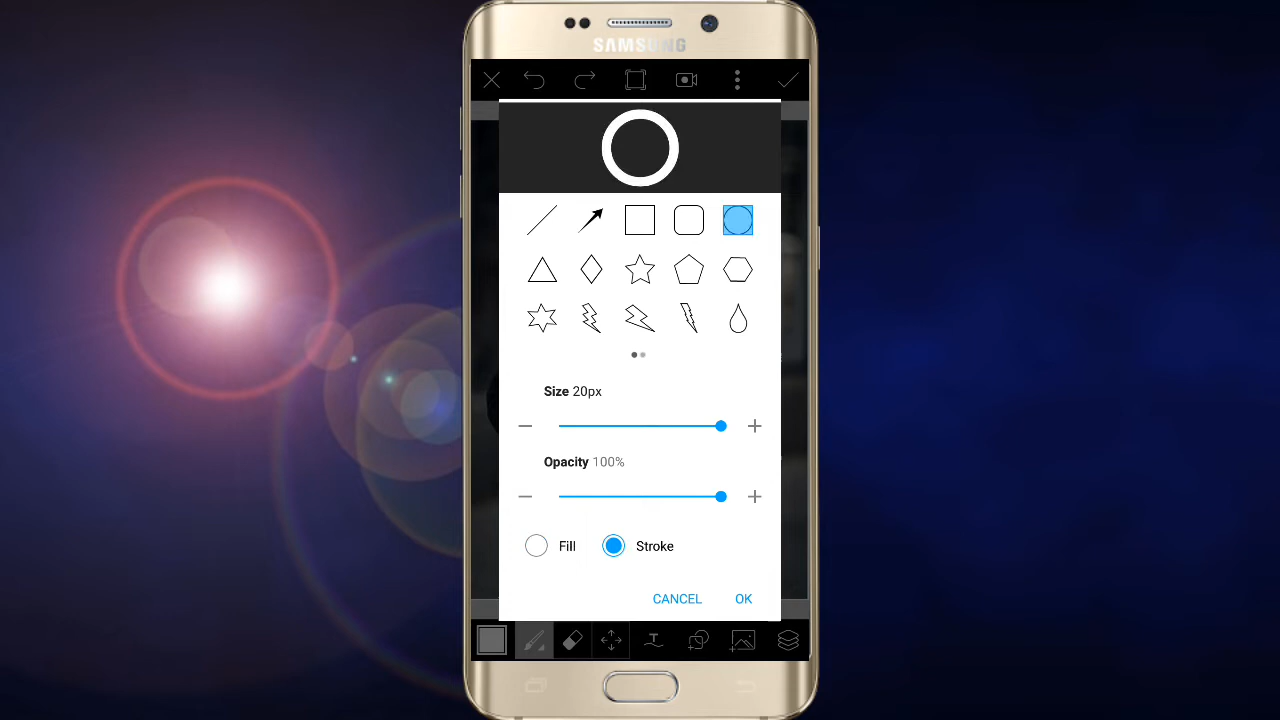 SAMSUNG
Size 20px
Opacity 100%
Fill
Stroke
CANCEL
OK
T